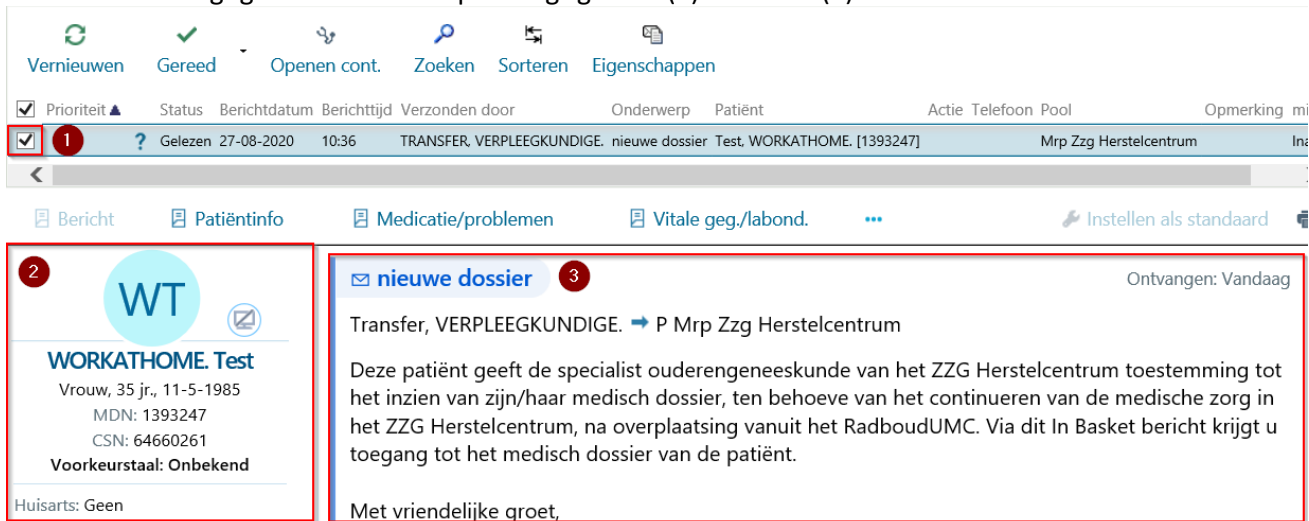 Vernieuwen Gereed Openen cont. Zoeken Sorteren Eigenschappen
Prioriteit Status Berichtdatum Berichttijd Verzonden door Onderwerp Patiënt Actie Telefoon Pool Opmerking
1 ? Gelezen 27-08-2020 10:36 TRANSFER, VERPLEEGKUNDIGE. nieuwe dossier Test, WORKATHOME. [1393247] Mrp Zzg Herstelcentrum
Bericht Patiëntinfo Medicatie/problemen Vitale geg./labond. ••• Instellen als standaard
2
WT
WORKATHOME. Test
Vrouw, 35 jr., 11-5-1985
MDN: 1393247
CSN: 64660261
Voorkeurstaal: Onbekend
Huisarts: Geen
nieuwe dossier 3 Ontvangen: Vandaag
Transfer, VERPLEEGKUNDIGE. ➡ P Mrp Zzg Herstelcentrum
Deze patiënt geeft de specialist ouderengeneeskunde van het ZZG Herstelcentrum toestemming tot
het inzien van zijn/haar medisch dossier, ten behoeve van het continueren van de medische zorg in
het ZZG Herstelcentrum, na overplaatsing vanuit het RadboudUMC. Via dit In Basket bericht krijgt u
toegang tot het medisch dossier van de patiënt.
Met vriendelijke groet,